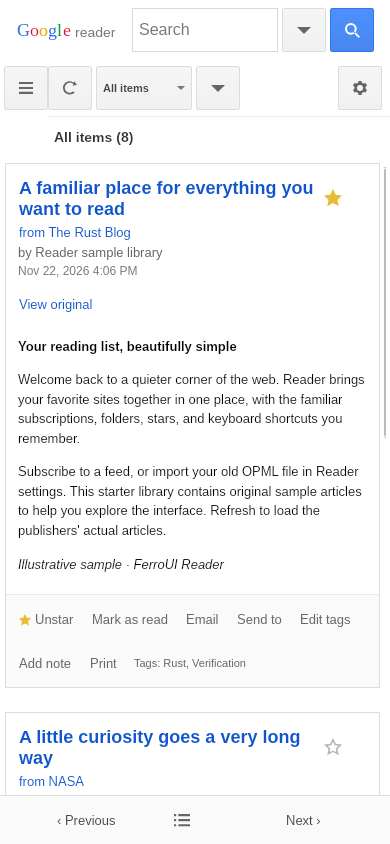 Google reader
Search
All items
All items (8)
A familiar place for everything you
want to read
from The Rust Blog
by Reader sample library
Nov 22, 2026 4:06 PM
View original
Your reading list, beautifully simple
Welcome back to a quieter corner of the web. Reader brings
your favorite sites together in one place, with the familiar
subscriptions, folders, stars, and keyboard shortcuts you
remember.
Subscribe to a feed, or import your old OPML file in Reader
settings. This starter library contains original sample articles
to help you explore the interface. Refresh to load the
publishers' actual articles.
Illustrative sample · FerroUI Reader
Unstar Mark as read Email Send to Edit tags
Add note Print Tags: Rust, Verification
A little curiosity goes a very long
way
from NASA
‹ Previous Next ›